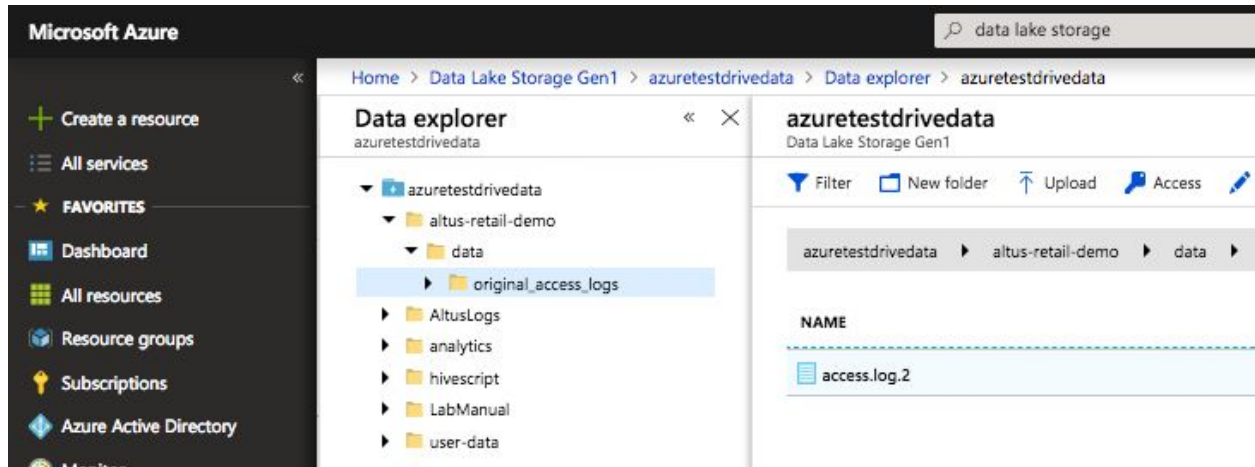 Microsoft Azure
data lake storage
«
Home > Data Lake Storage Gen1 > azuretestdrivedata > Data explorer > azuretestdrivedata
Create a resource
All services
FAVORITES
Dashboard
All resources
Resource groups
Subscriptions
Azure Active Directory
Data explorer
azuretestdrivedata
«
azuretestdrivedata
altus-retail-demo
data
original_access_logs
AltusLogs
analytics
hivescript
LabManual
user-data
azuretestdrivedata
Data Lake Storage Gen1
Filter New folder Upload Access
azuretestdrivedata altus-retail-demo data
NAME
access.log.2